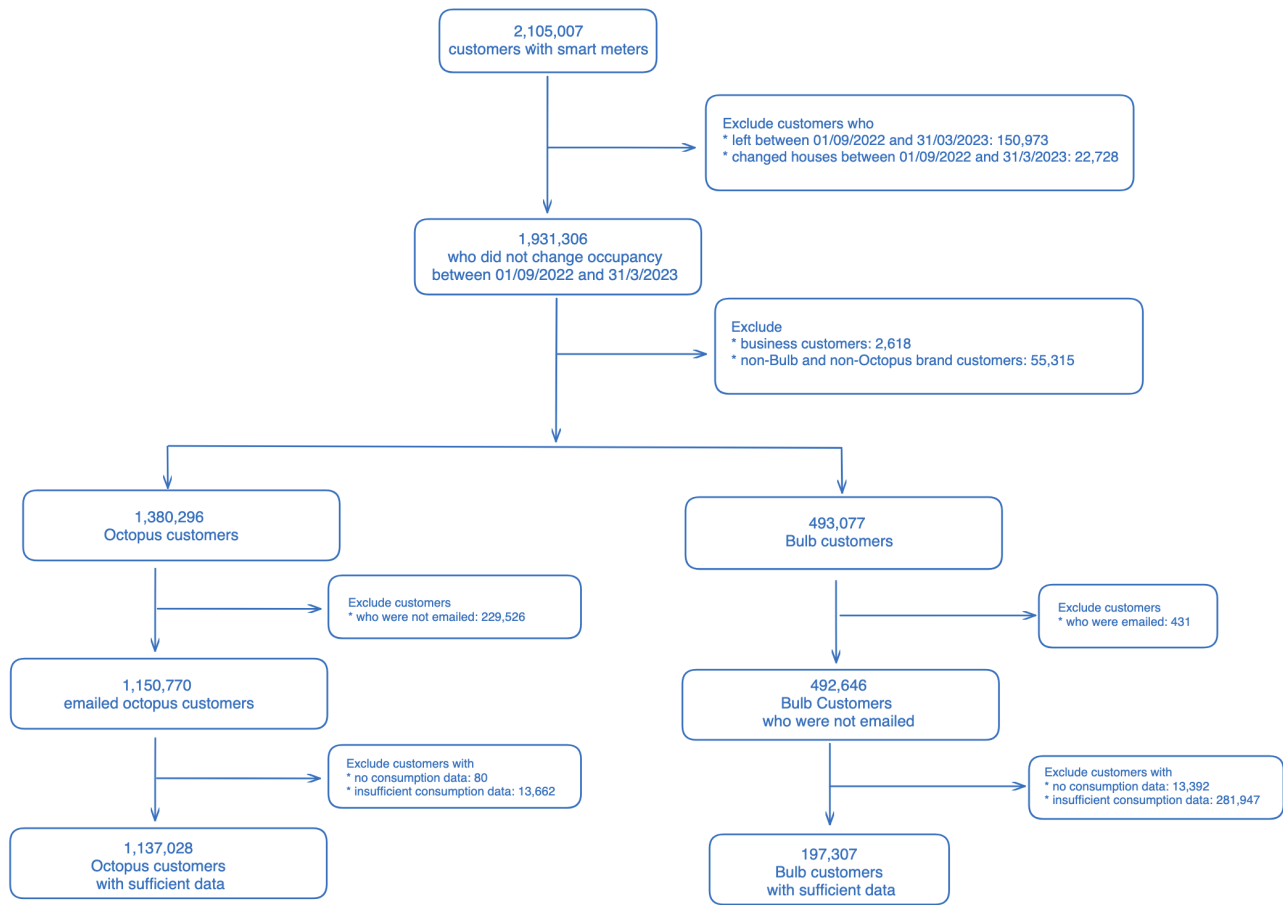 2,105,007
customers with smart meters
Exclude customers who
* left between 01/09/2022 and 31/03/2023: 150,973
* changed houses between 01/09/2022 and 31/3/2023: 22,728
1,931,306
who did not change occupancy
between 01/09/2022 and 31/3/2023
Exclude
* business customers: 2,618
* non-Bulb and non-Octopus brand customers: 55,315
1,380,296
Octopus customers
493,077
Bulb customers
Exclude customers
* who were not emailed: 229,526
Exclude customers
* who were emailed: 431
1,150,770
emailed octopus customers
492,646
Bulb Customers
who were not emailed
Exclude customers with
* no consumption data: 80
* insufficient consumption data: 13,662
Exclude customers with
* no consumption data: 13,392
* insufficient consumption data: 281,947
1,137,028
Octopus customers
with sufficient data
197,307
Bulb customers
with sufficient data